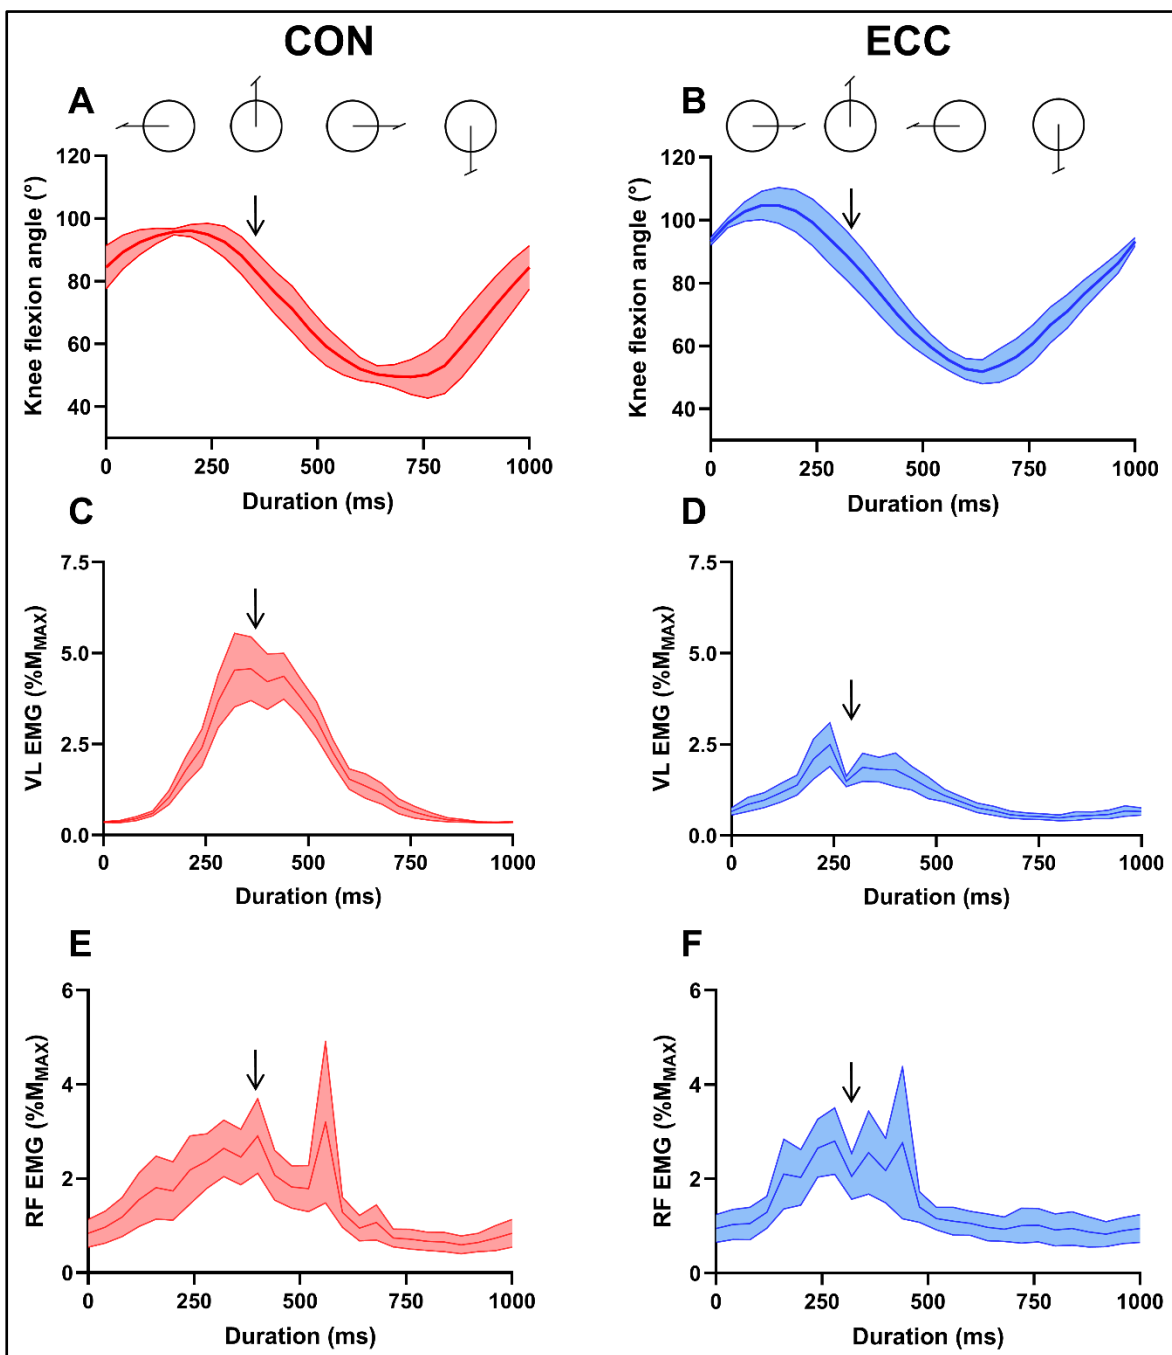 CON
ECC
A
B
Knee flexion angle (°)
120
100
80
60
40
0 250 500 750 1000
Duration (ms)
Knee flexion angle (°)
120
100
80
60
40
0 250 500 750 1000
Duration (ms)
C
D
VL EMG (%MMAX)
7.5
5.0
2.5
0.0
0 250 500 750 1000
Duration (ms)
VL EMG (%MMAX)
7.5
5.0
2.5
0.0
0 250 500 750 1000
Duration (ms)
E
F
RF EMG (%MMAX)
6
4
2
0
0 250 500 750 1000
Duration (ms)
RF EMG (%MMAX)
6
4
2
0
0 250 500 750 1000
Duration (ms)